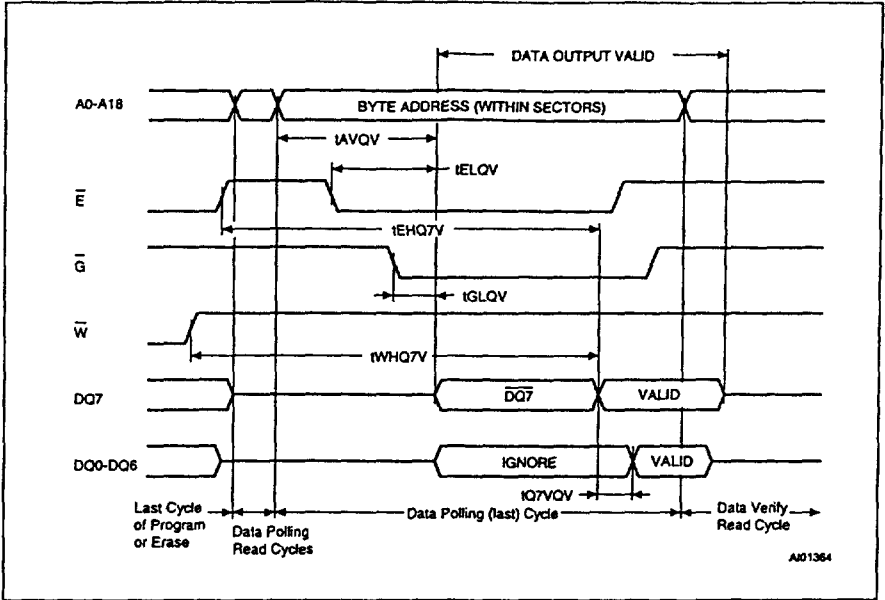 DATA OUTPUT VALID
A0-A18
BYTE ADDRESS (WITHIN SECTORS)
tAVQV
tELQV
E̅
tEHQ7V
G̅
tGLQV
W̅
tWHQ7V
DQ7
D̅Q̅7̅
VALID
DQ0-DQ6
IGNORE
VALID
tQ7VQV
Last Cycle
of Program
or Erase
Data Polling
Read Cycles
Data Polling (last) Cycle
Data Verify
Read Cycle
AI01364